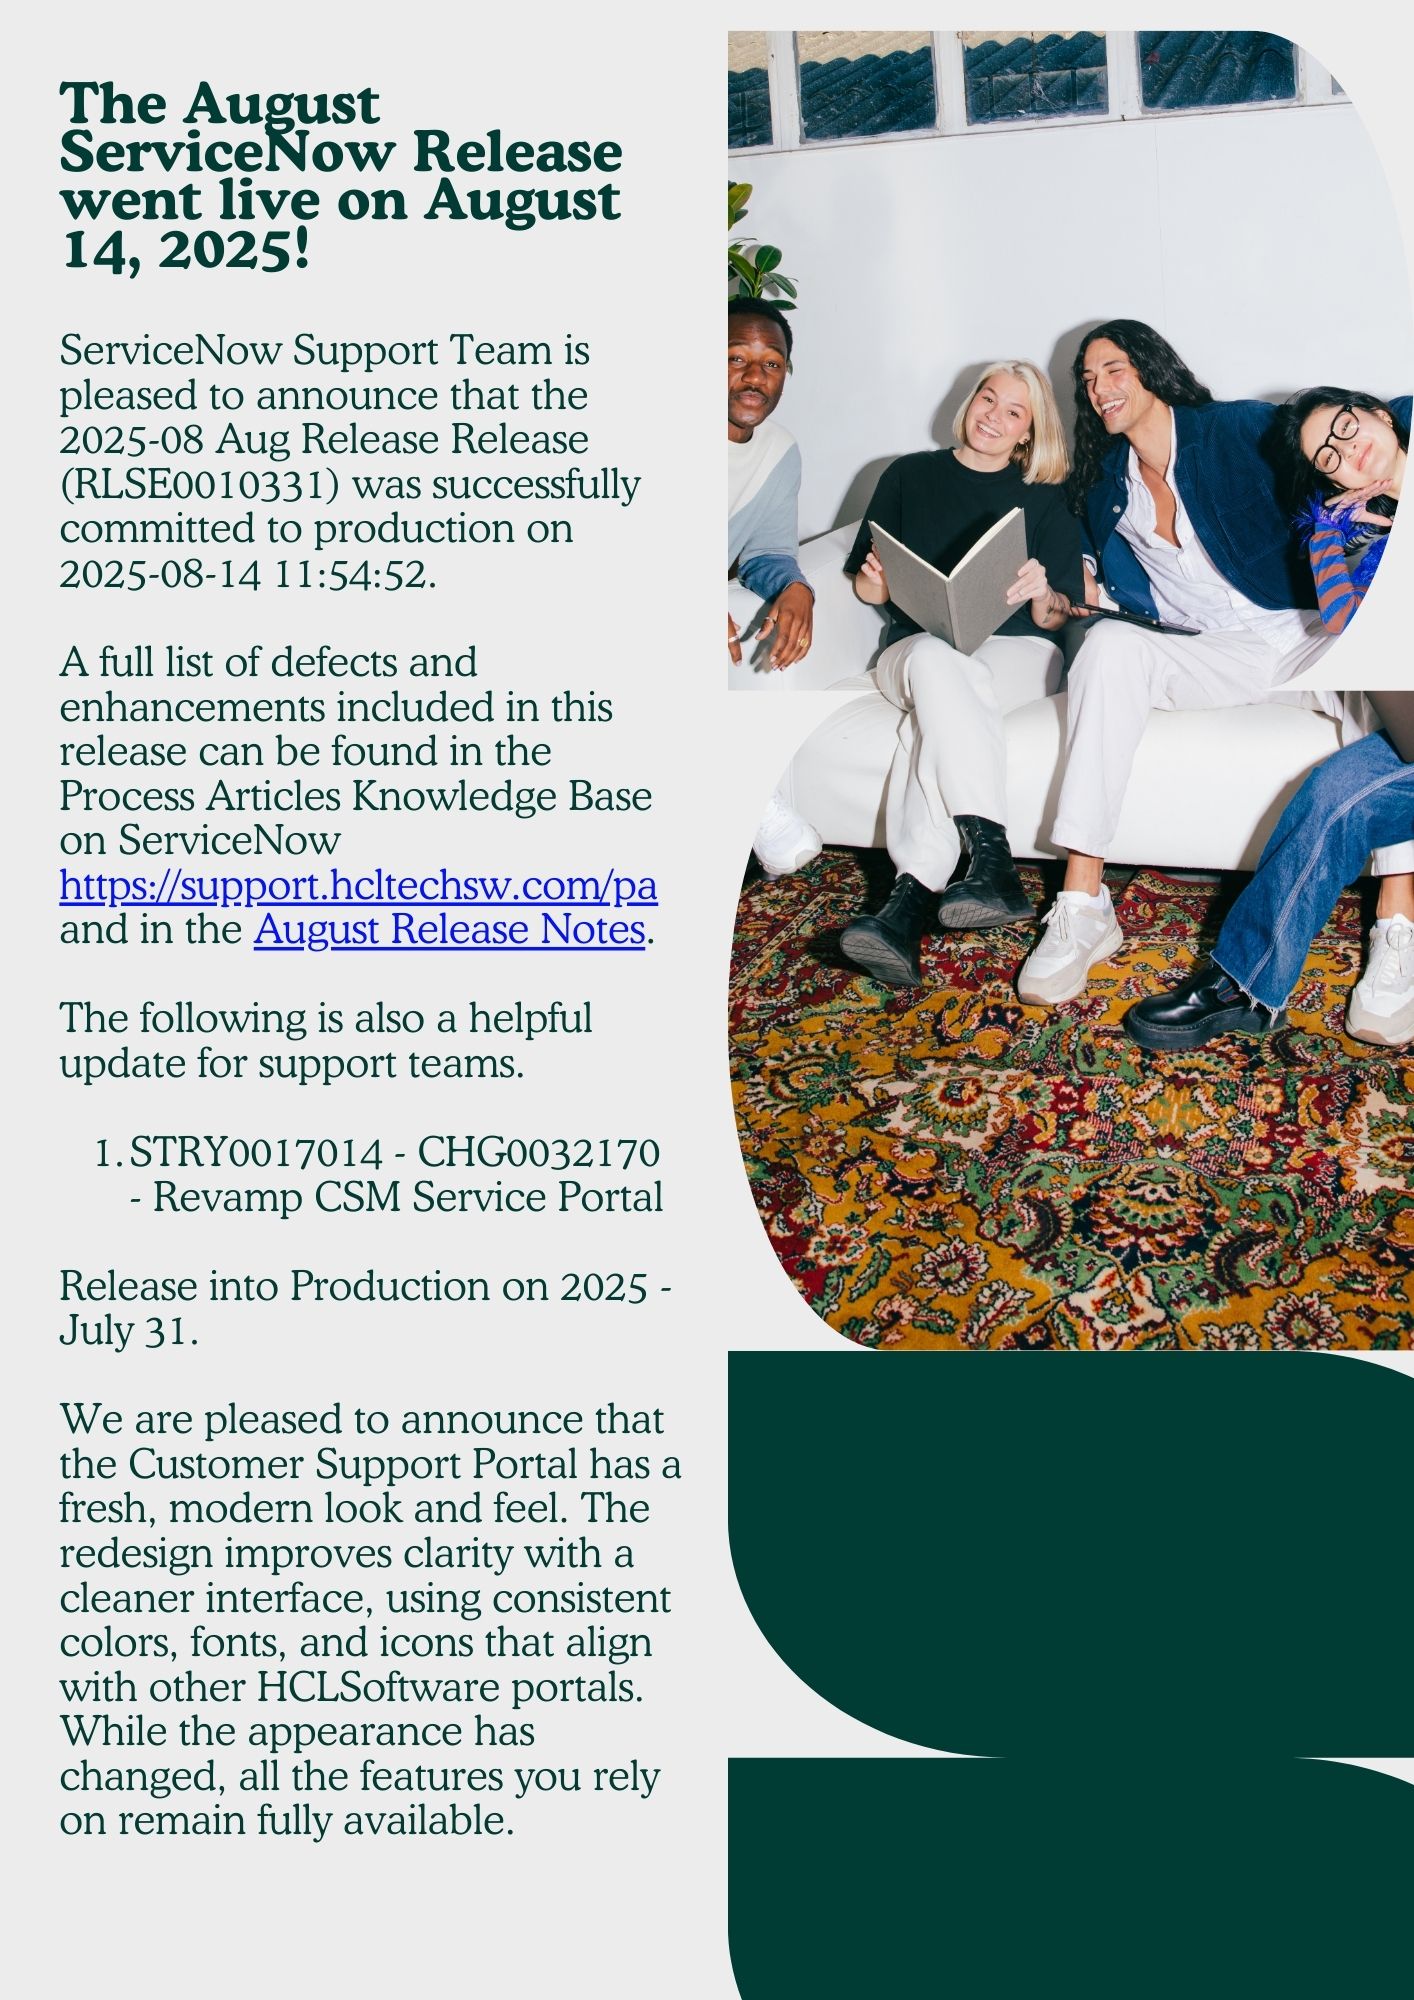 The August
ServiceNow Release
went live on August
14, 2025!
ServiceNow Support Team is
pleased to announce that the
2025-08 Aug Release Release
(RLSE0010331) was successfully
committed to production on
2025-08-14 11:54:52.
A full list of defects and
enhancements included in this
release can be found in the
Process Articles Knowledge Base
on ServiceNow
https://support.hcltechsw.com/pa
and in the August Release Notes.
The following is also a helpful
update for support teams.
1. STRY0017014 - CHG0032170
- Revamp CSM Service Portal
Release into Production on 2025 -
July 31.
We are pleased to announce that
the Customer Support Portal has a
fresh, modern look and feel. The
redesign improves clarity with a
cleaner interface, using consistent
colors, fonts, and icons that align
with other HCLSoftware portals.
While the appearance has
changed, all the features you rely
on remain fully available.